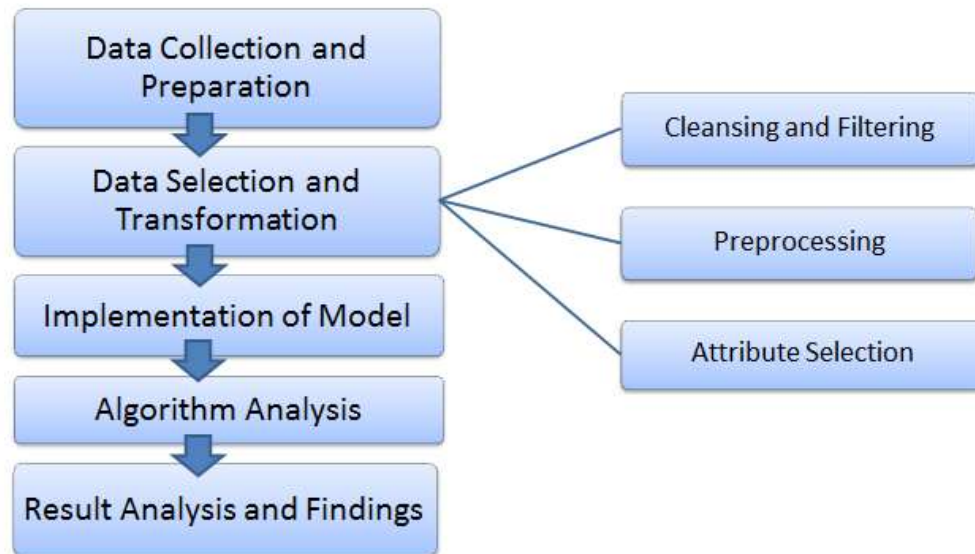 Data Collection and
Preparation
Data Selection and
Transformation
Implementation of Model
Algorithm Analysis
Result Analysis and Findings
Cleansing and Filtering
Preprocessing
Attribute Selection